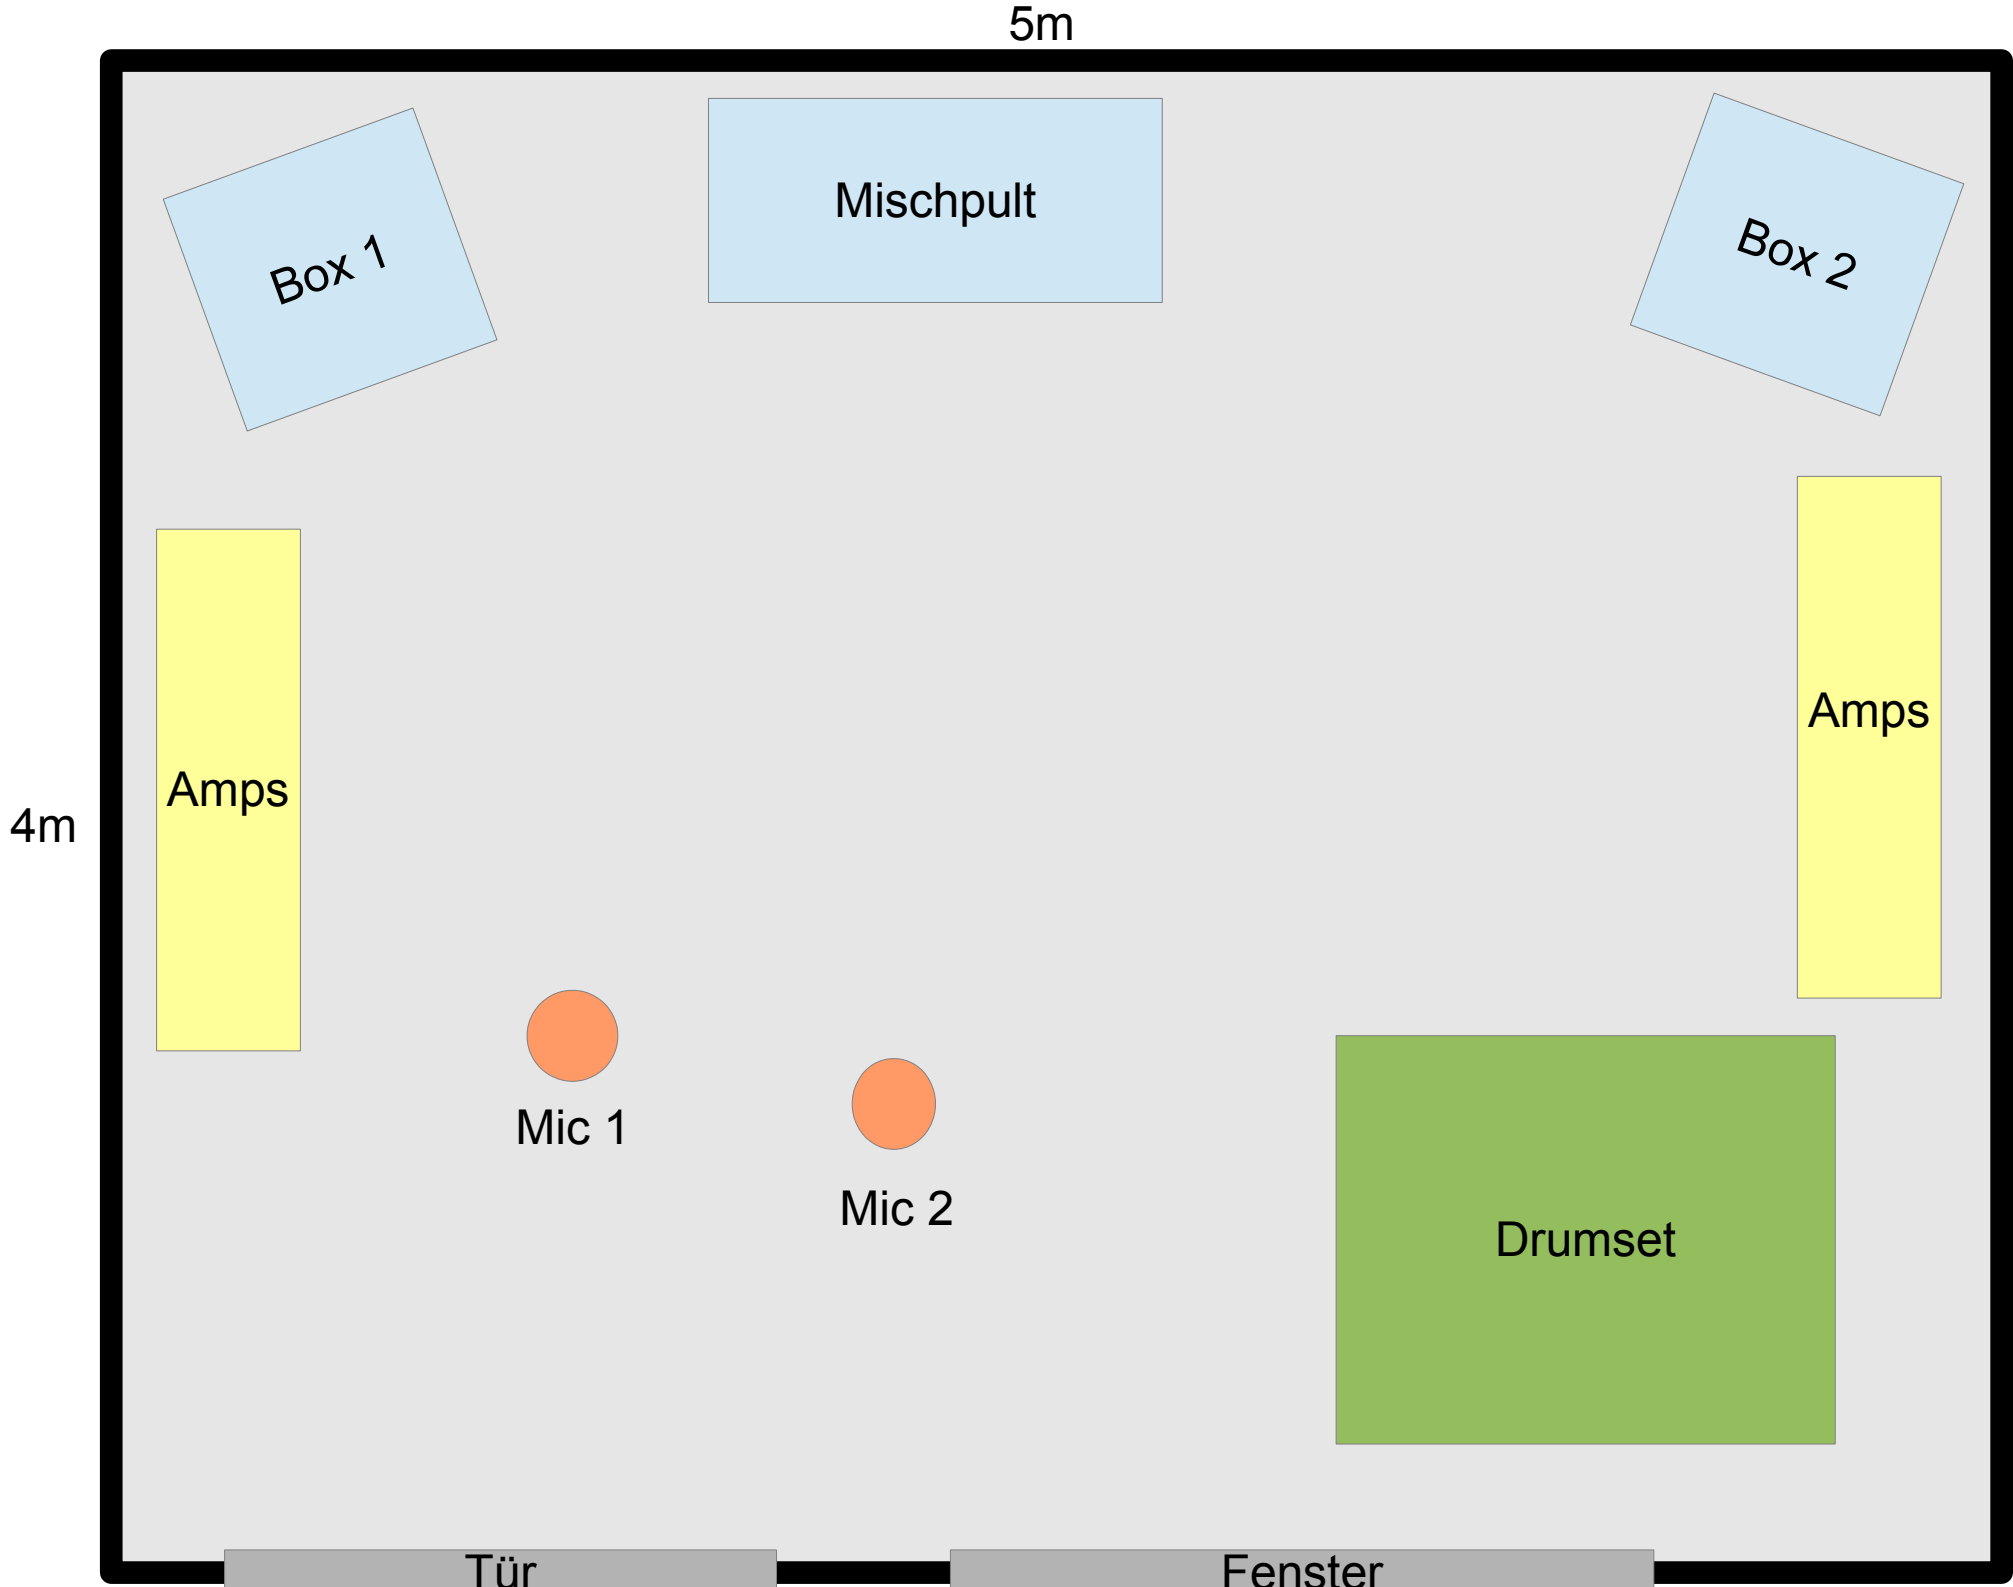 5m
Mischpult
Box 1
Box 2
Amps
Amps
4m
Mic 1
Mic 2
Drumset
Tür
Fenster